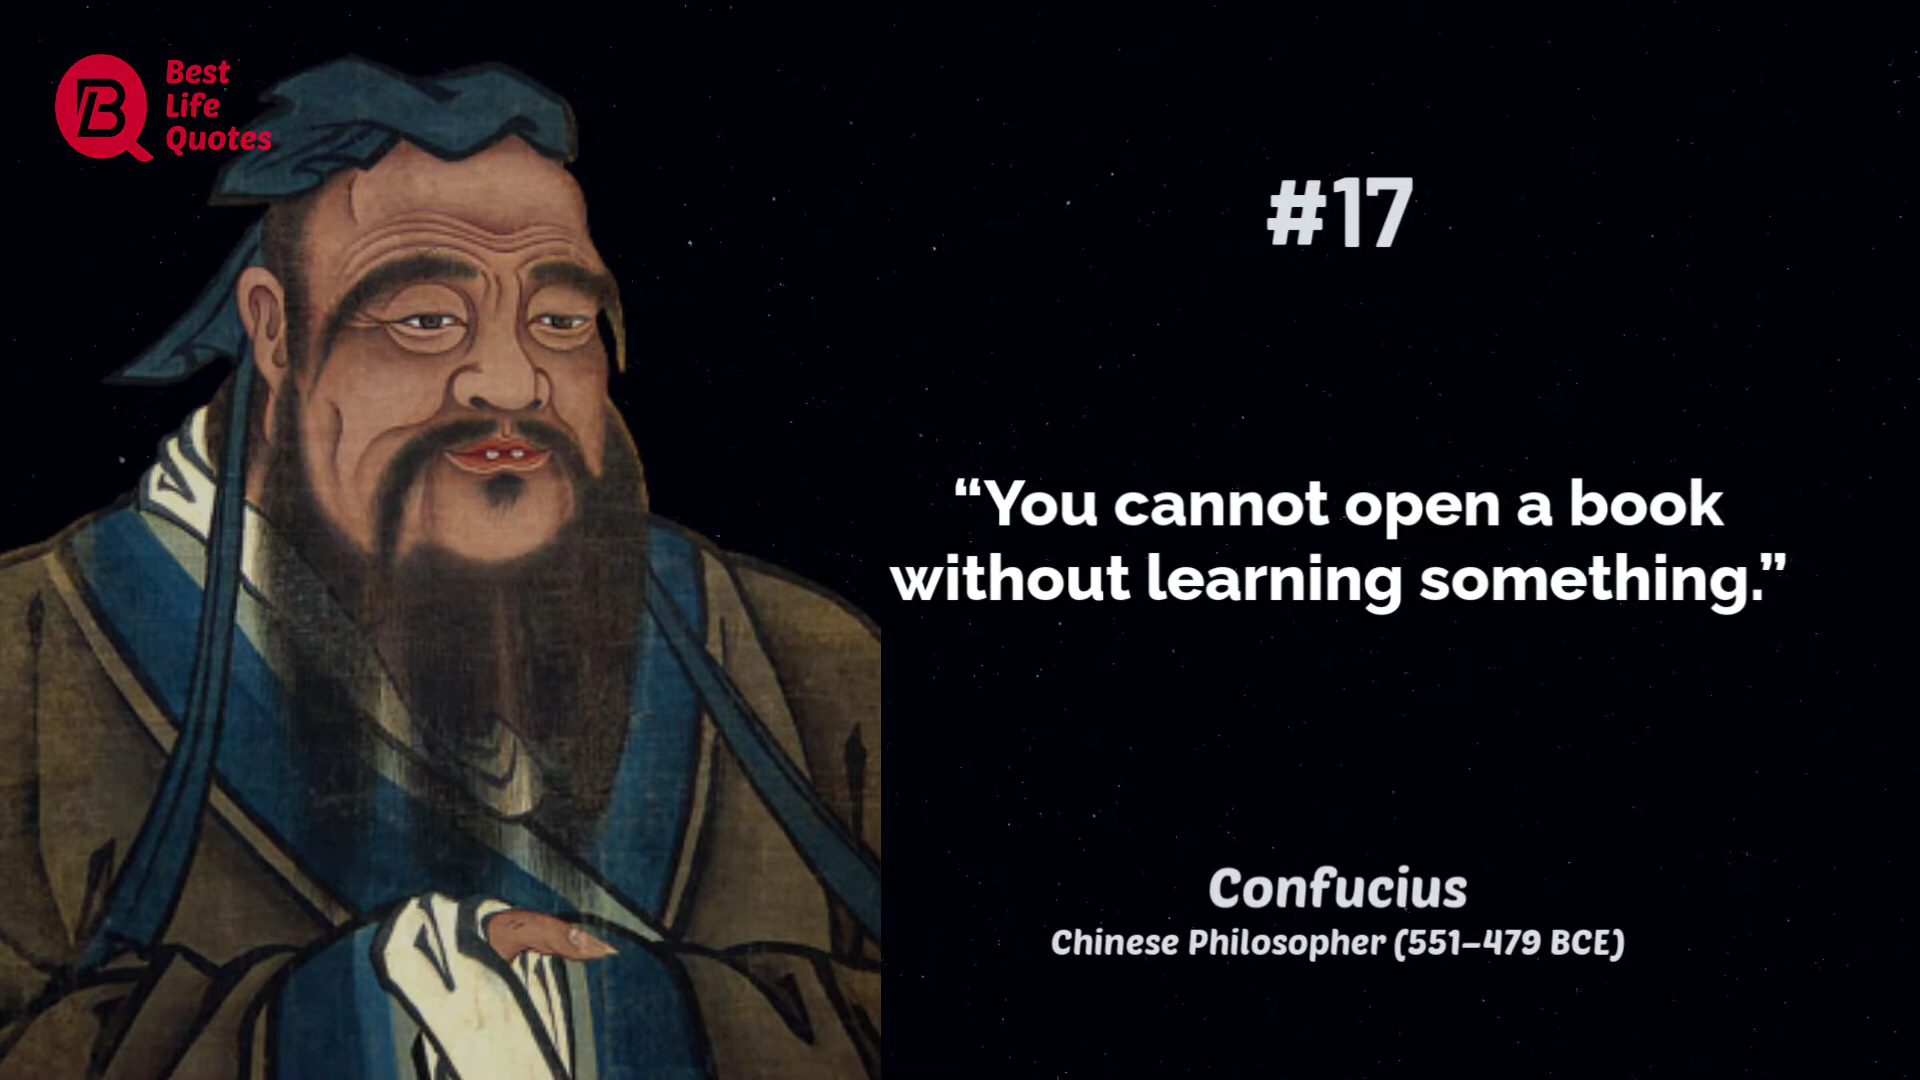 Best
Life
Quotes
#17
“You cannot open a book
without learning something.”
Confucius
Chinese Philosopher (551–479 BCE)